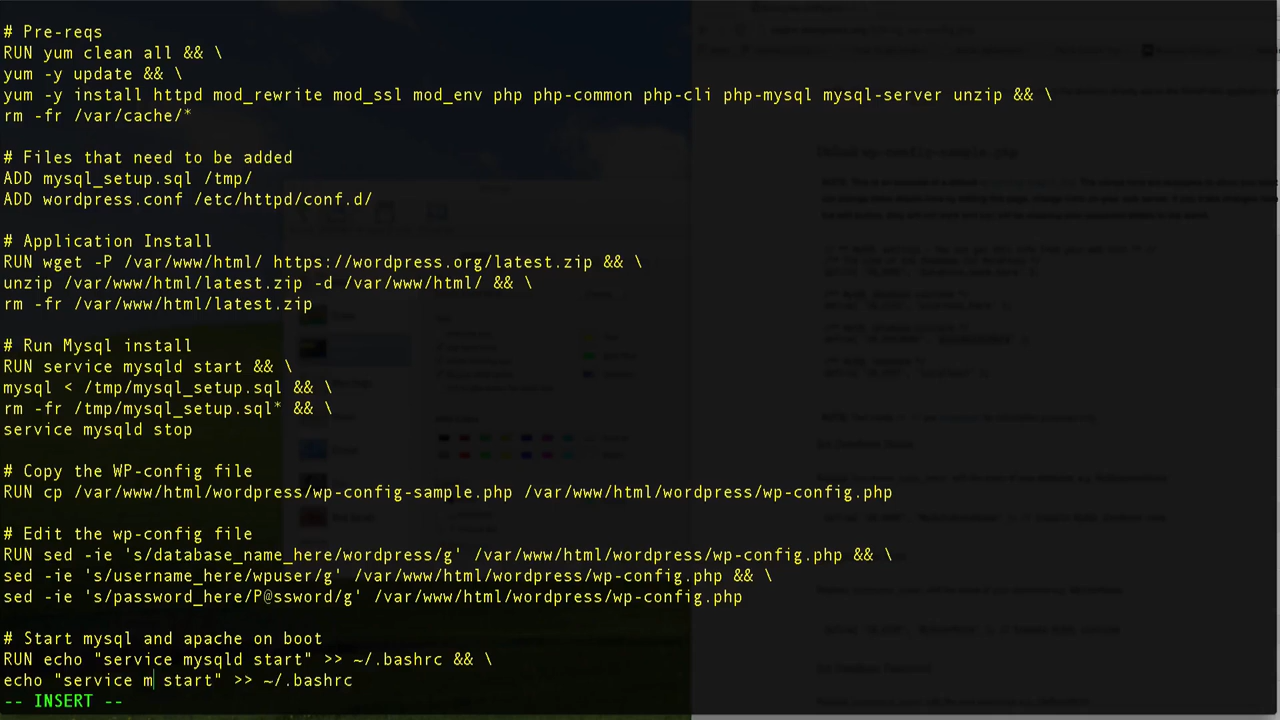 # Pre-reqs
RUN yum clean all && \
yum -y update && \
yum -y install httpd mod_rewrite mod_ssl mod_env php php-common php-cli php-mysql mysql-server unzip && \
rm -fr /var/cache/*
# Files that need to be added
ADD mysql_setup.sql /tmp/
ADD wordpress.conf /etc/httpd/conf.d/
# Application Install
RUN wget -P /var/www/html/ https://wordpress.org/latest.zip && \
unzip /var/www/html/latest.zip -d /var/www/html/ && \
rm -fr /var/www/html/latest.zip
# Run Mysql install
RUN service mysqld start && \
mysql < /tmp/mysql_setup.sql && \
rm -fr /tmp/mysql_setup.sql* && \
service mysqld stop
# Copy the WP-config file
RUN cp /var/www/html/wordpress/wp-config-sample.php /var/www/html/wordpress/wp-config.php
# Edit the wp-config file
RUN sed -ie 's/database_name_here/wordpress/g' /var/www/html/wordpress/wp-config.php && \
sed -ie 's/username_here/wpuser/g' /var/www/html/wordpress/wp-config.php && \
sed -ie 's/password_here/P@ssword/g' /var/www/html/wordpress/wp-config.php
# Start mysql and apache on boot
RUN echo "service mysqld start" >> ~/.bashrc && \
echo "service m start" >> ~/.bashrc
-- INSERT --